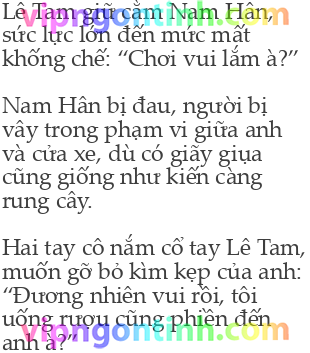 Lê Tam giữ cằm Nam Hân,
sức lực lớn đến mức mất
khống chế: “Chơi vui lắm à?”
Nam Hân bị đau, người bị
vây trong phạm vi giữa anh
và cửa xe, dù có giãy giụa
cũng giống như kiến càng
rung cây.
Hai tay cô nắm cổ tay Lê Tam,
muốn gỡ bỏ kìm kẹp của anh:
“Đương nhiên vui rồi, tôi
uống rượu cũng phiền đến
anh à?”
vipngontinh.com
vipngontinh.com